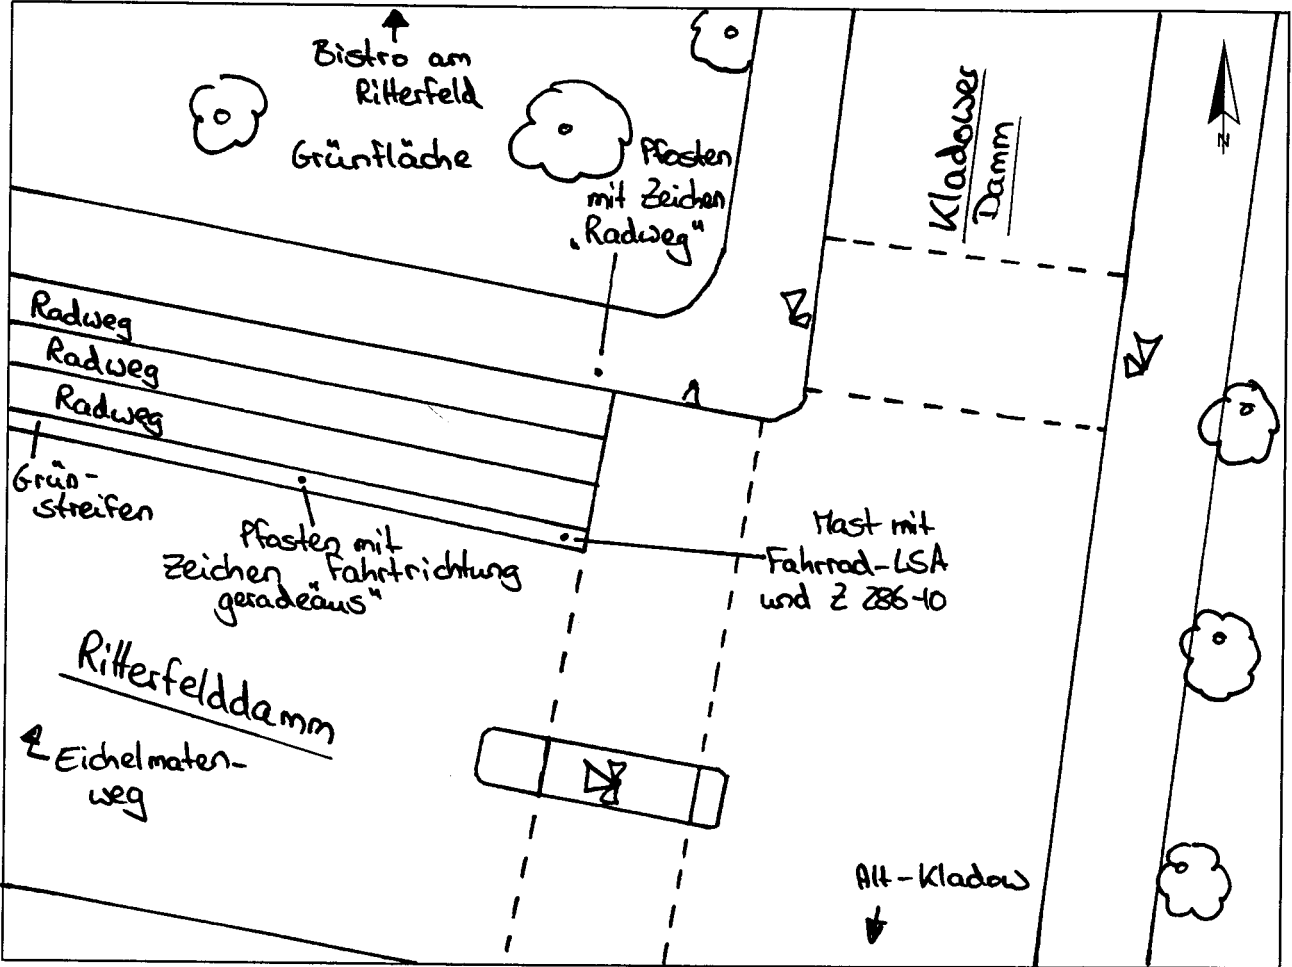 Bistro am
Ritterfeld
Grünfläche
Pfosten
mit Zeichen
„Radweg“
Kladower
Damm
N
Radweg
Radweg
Radweg
Grün-
streifen
Pfosten mit
Zeichen „Fahrtrichtung
geradeaus“
Mast mit
Fahrrad-LSA
und Z 286-10
Ritterfelddamm
Eichelmaten-
weg
Alt-Kladow